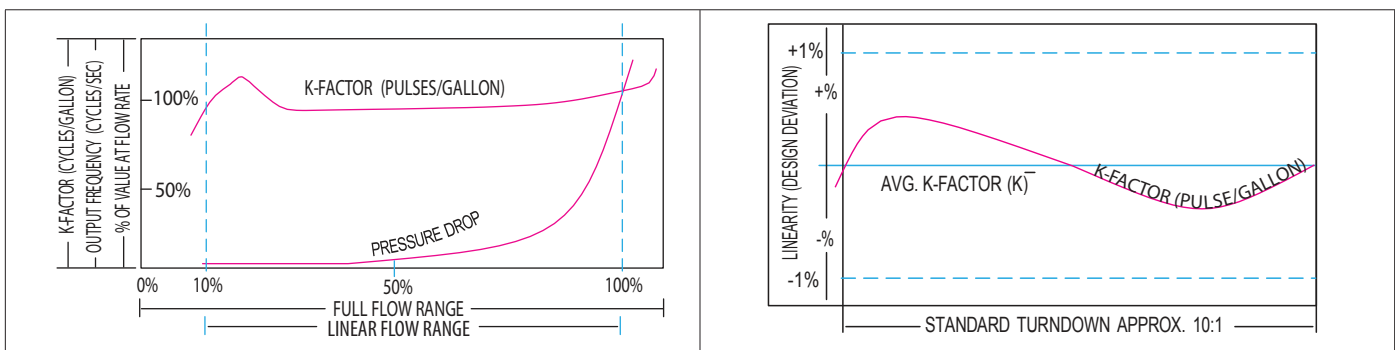 K-FACTOR (CYCLES/GALLON)
OUTPUT FREQUENCY (CYCLES/SEC)
% OF VALUE AT FLOW RATE
100%
50%
K-FACTOR (PULSES/GALLON)
PRESSURE DROP
0%
10%
50%
100%
FULL FLOW RANGE
LINEAR FLOW RANGE
LINEARITY (DESIGN DEVIATION)
+1%
+%
-%
-1%
AVG. K-FACTOR (K)¯
K-FACTOR (PULSE/GALLON)
STANDARD TURNDOWN APPROX. 10:1